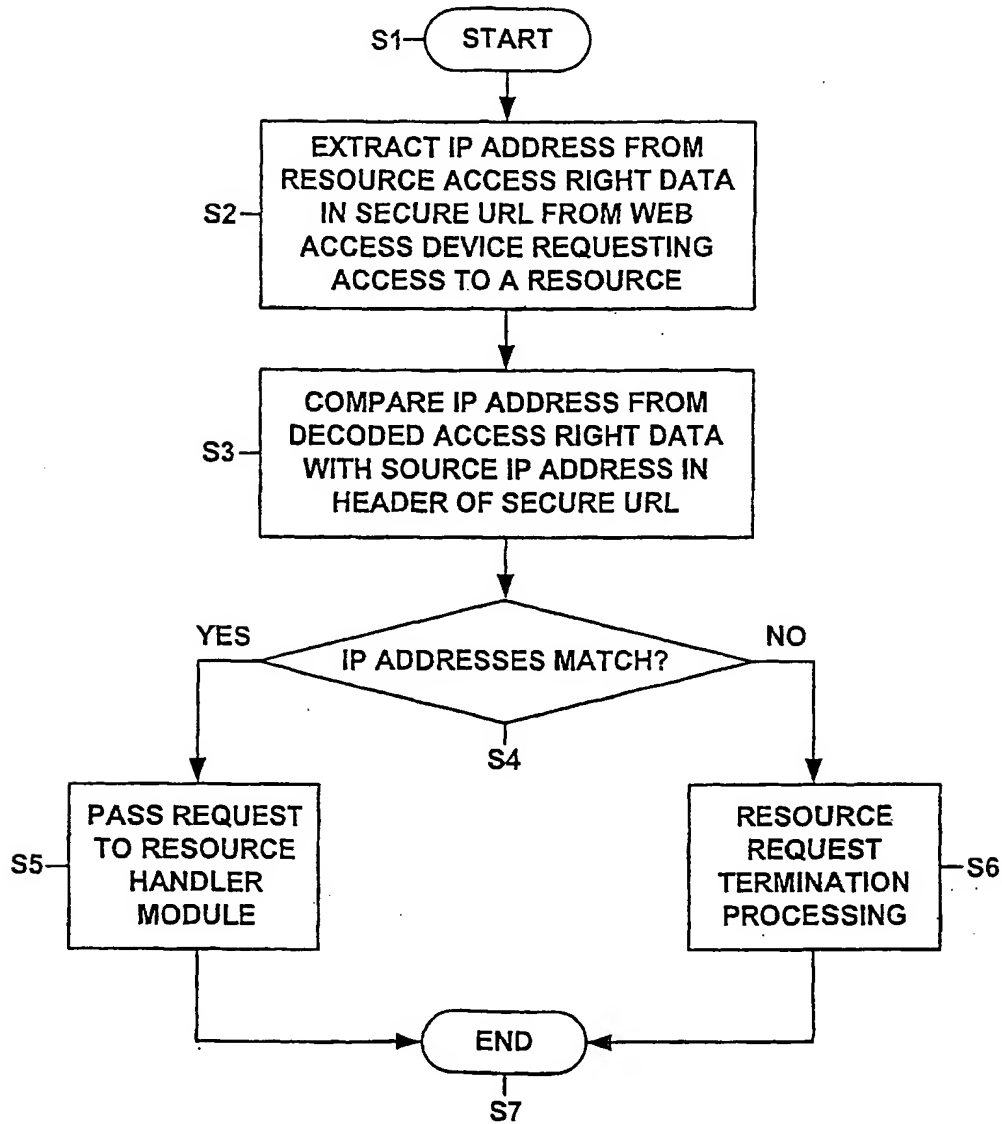 S1
START
EXTRACT IP ADDRESS FROM
RESOURCE ACCESS RIGHT DATA
IN SECURE URL FROM WEB
ACCESS DEVICE REQUESTING
ACCESS TO A RESOURCE
S2
COMPARE IP ADDRESS FROM
DECODED ACCESS RIGHT DATA
WITH SOURCE IP ADDRESS IN
HEADER OF SECURE URL
S3
YES
IP ADDRESSES MATCH?
NO
S4
PASS REQUEST
TO RESOURCE
HANDLER
MODULE
S5
RESOURCE
REQUEST
TERMINATION
PROCESSING
S6
END
S7